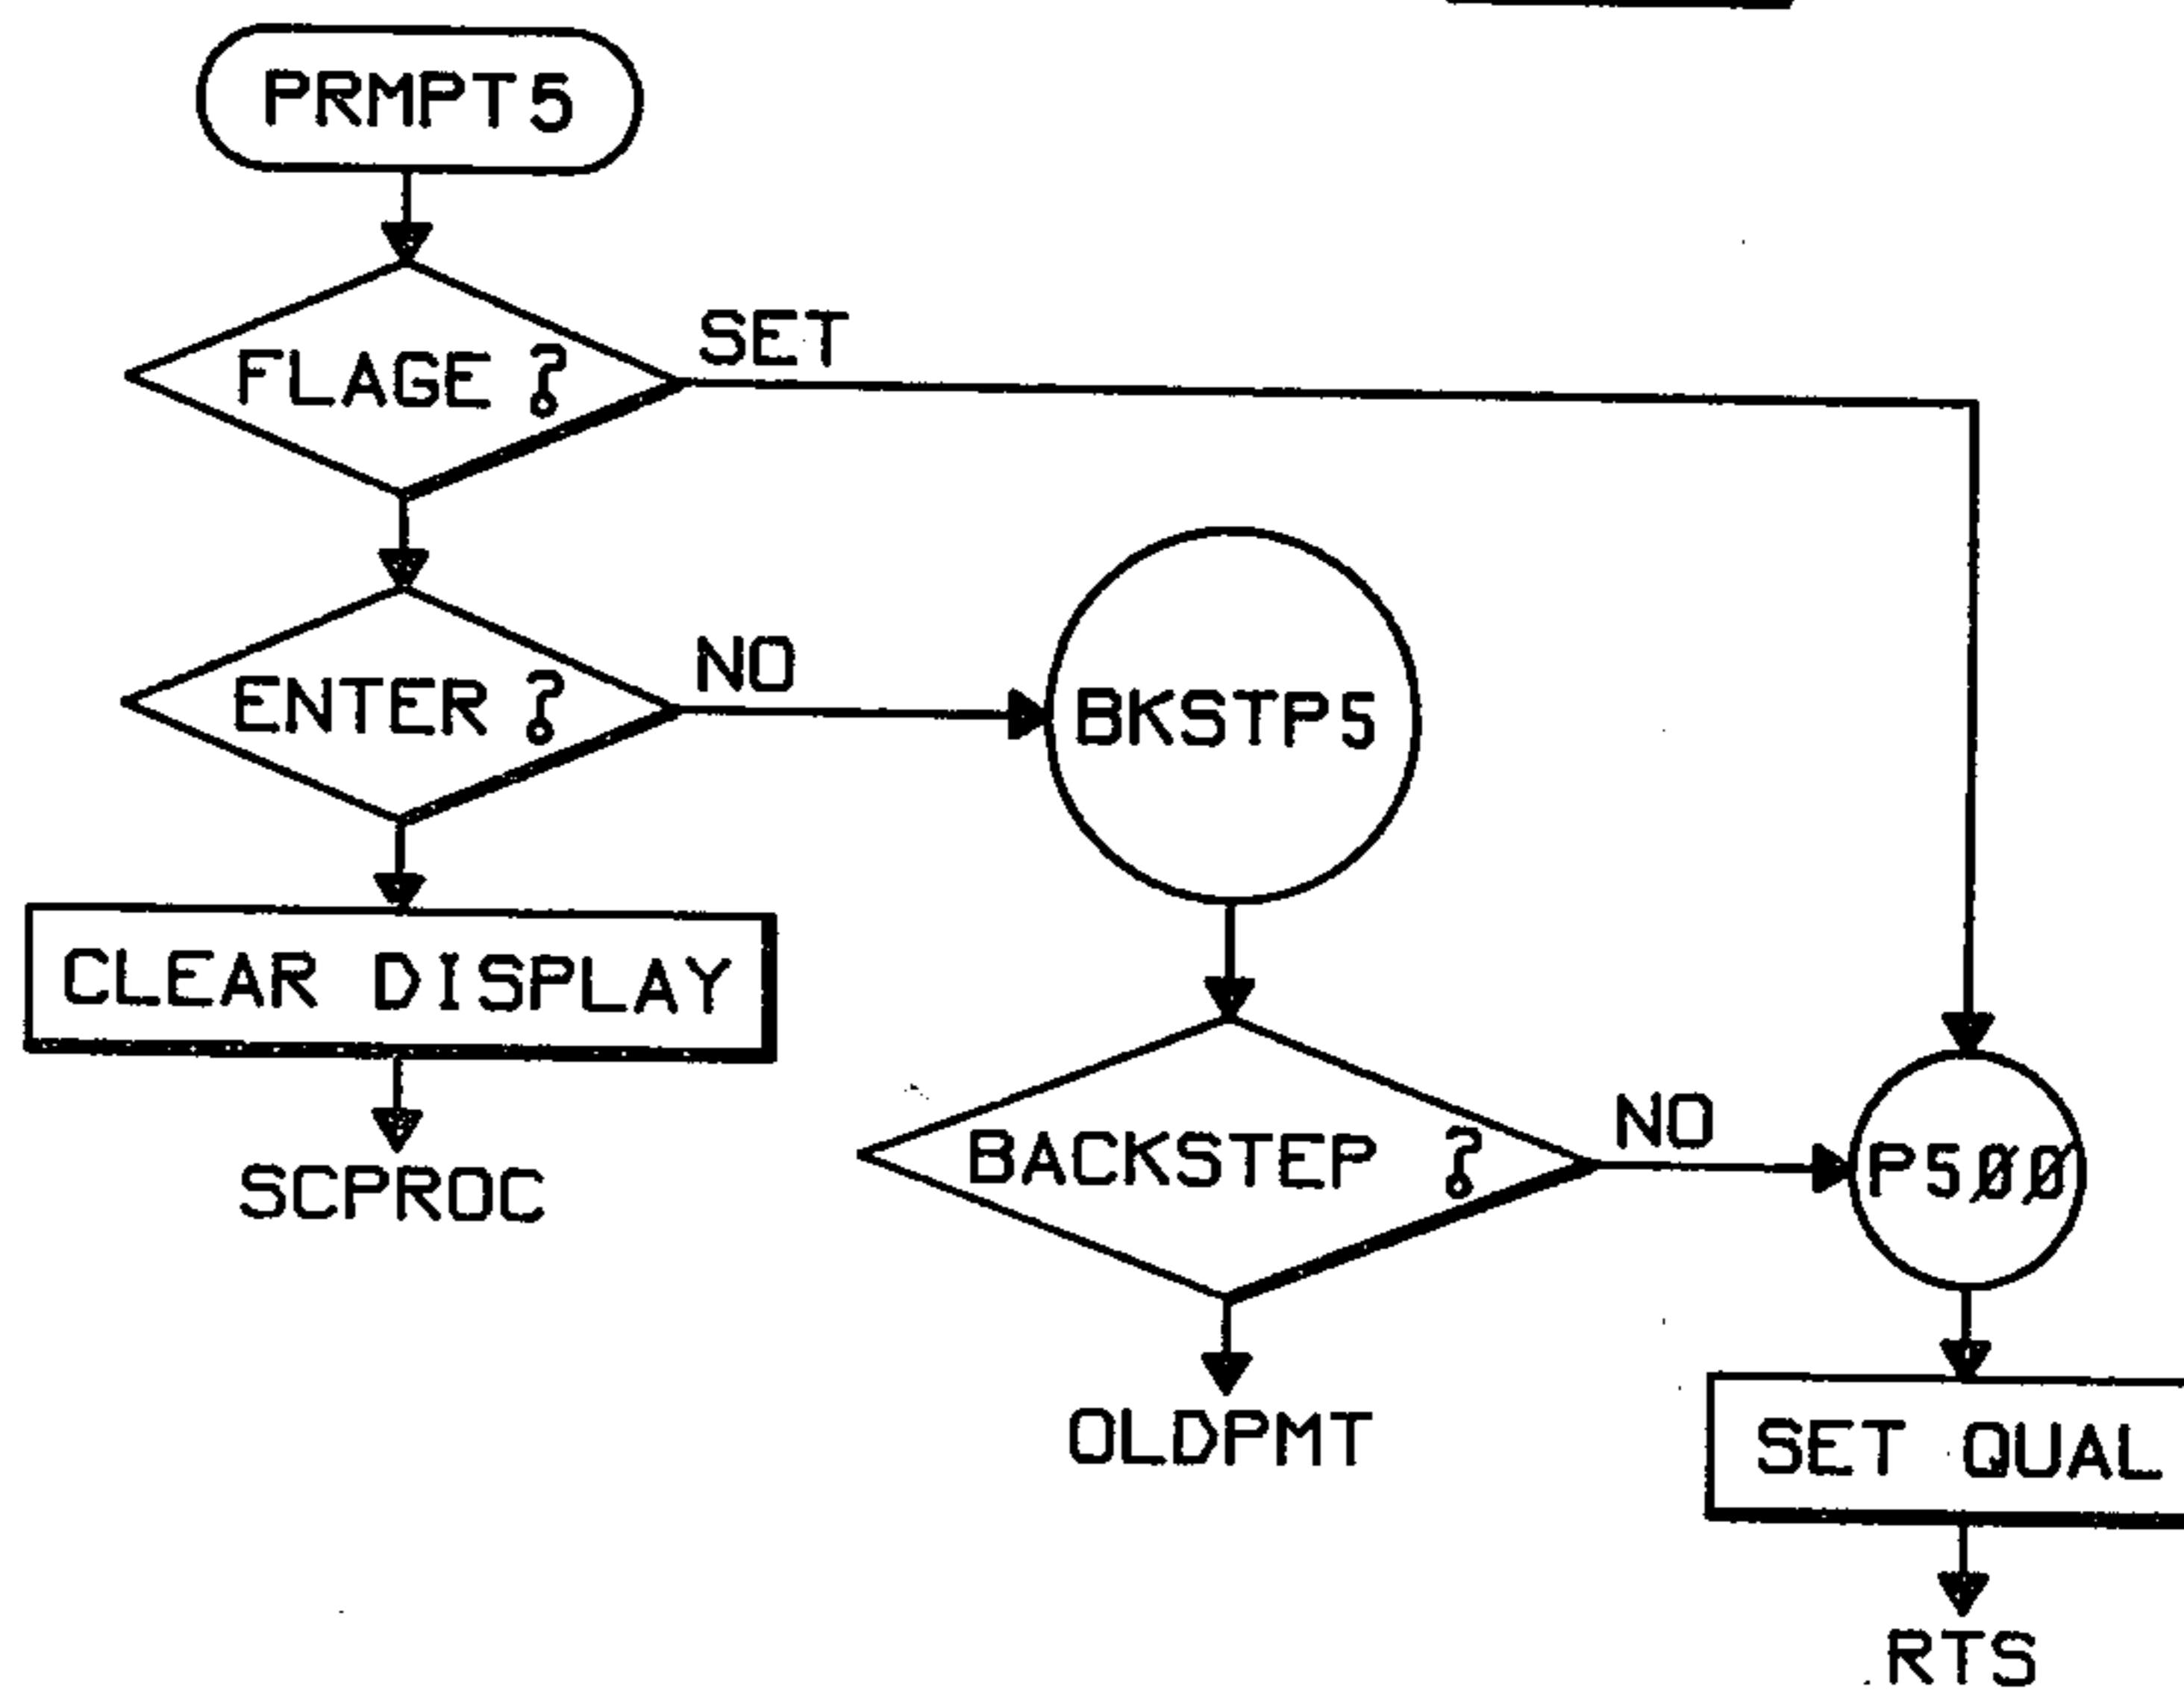 PRMPT5
SET
FLAGE ?
NO
ENTER ?
BKSTP5
CLEAR DISPLAY
NO
BACKSTEP ?
P5ØØ
SCPROC
OLDPMT
SET QUAL
RTS